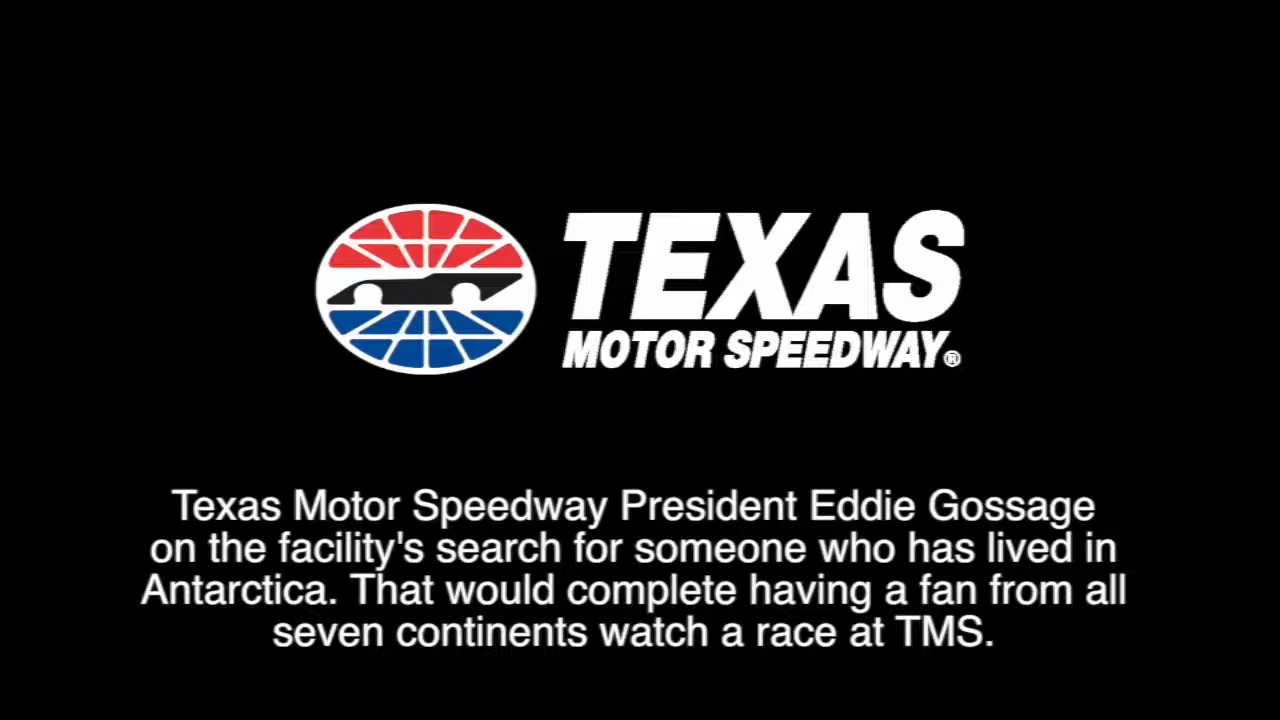 TEXAS
MOTOR SPEEDWAY®
Texas Motor Speedway President Eddie Gossage
on the facility's search for someone who has lived in
Antarctica. That would complete having a fan from all
seven continents watch a race at TMS.